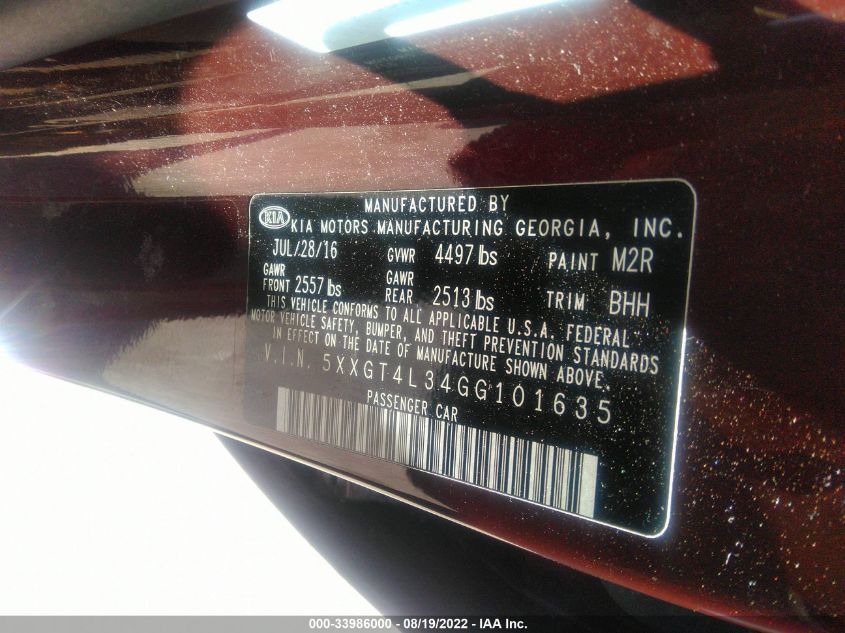 MANUFACTURED BY
KIA KIA MOTORS MANUFACTURING GEORGIA, INC.
JUL/28/16 GVWR 4497 lbs PAINT M2R
GAWR FRONT 2557 lbs GAWR REAR 2513 lbs TRIM BHH
THIS VEHICLE CONFORMS TO ALL APPLICABLE U.S.A. FEDERAL
MOTOR VEHICLE SAFETY, BUMPER, AND THEFT PREVENTION STANDARDS
IN EFFECT ON THE DATE OF MANUFACTURE SHOWN ABOVE.
V.I.N. 5XXGT4L34GG101635
PASSENGER CAR
000-33986000 - 08/19/2022 - IAA Inc.